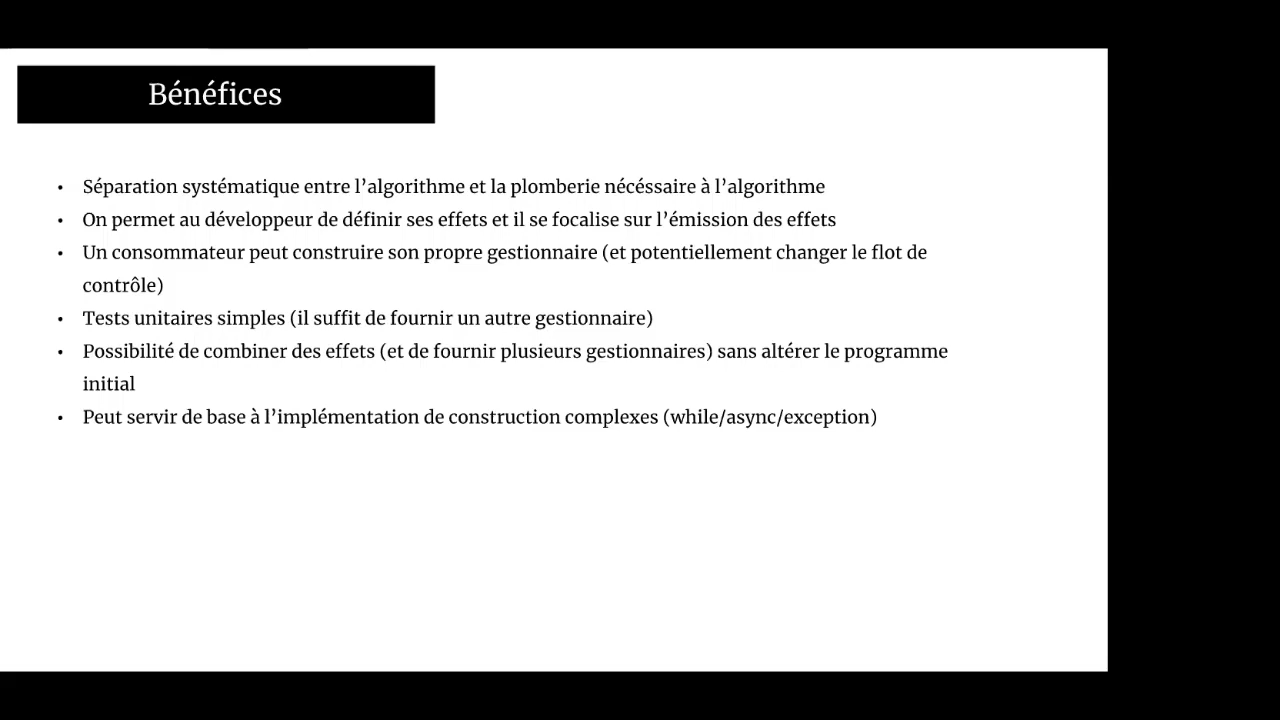 Bénéfices
• Séparation systématique entre l’algorithme et la plomberie nécéssaire à l’algorithme
• On permet au développeur de définir ses effets et il se focalise sur l’émission des effets
• Un consommateur peut construire son propre gestionnaire (et potentiellement changer le flot de
contrôle)
• Tests unitaires simples (il suffit de fournir un autre gestionnaire)
• Possibilité de combiner des effets (et de fournir plusieurs gestionnaires) sans altérer le programme
initial
• Peut servir de base à l’implémentation de construction complexes (while/async/exception)